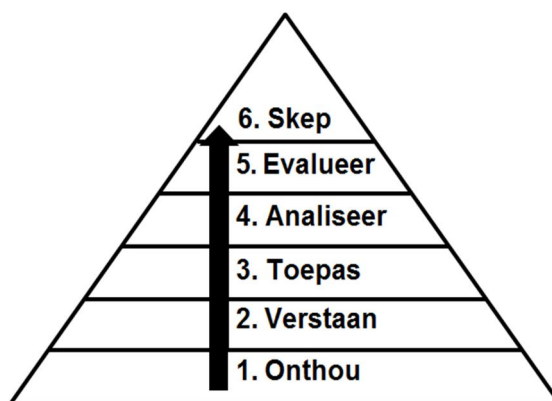 6. Skep
5. Evalueer
4. Analiseer
3. Toepas
2. Verstaan
1. Onthou